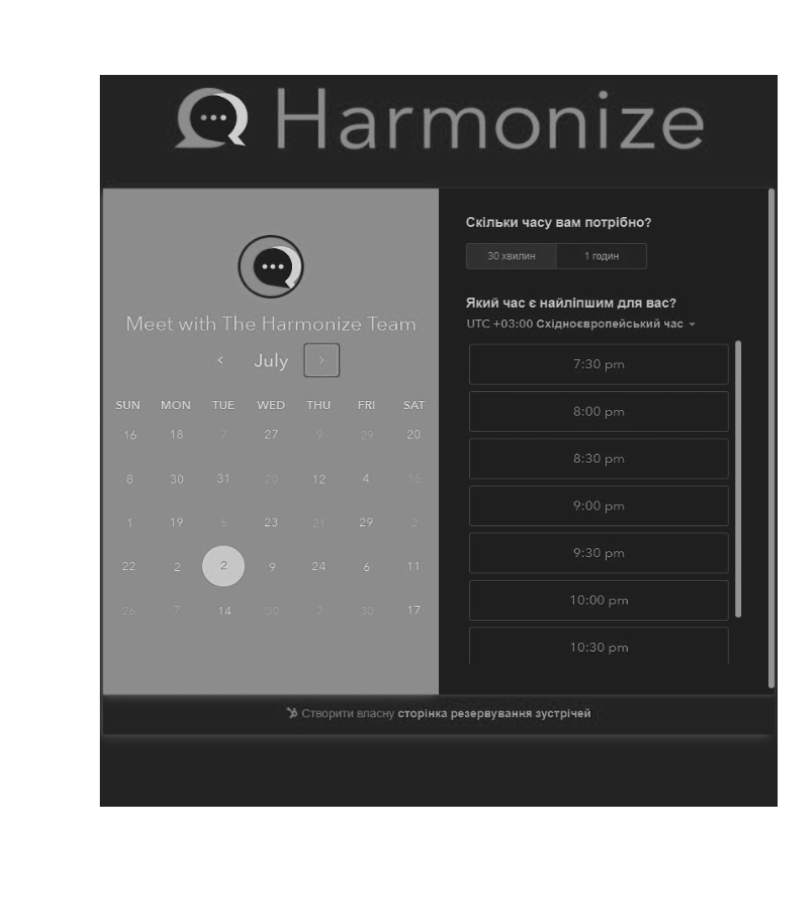 Harmonize
Meet with The Harmonize Team
July
SUN MON TUE WED THU FRI SAT
16 18 7 27 9 29 20
8 30 31 20 12 4 16
1 19 6 23 21 29 2
22 2 2 9 24 6 11
26 7 14 30 2 30 17
Скільки часу вам потрібно?
30 хвилин 1 годин
Який час є найліпшим для вас?
UTC +03:00 Східноєвропейський час
7:30 pm
8:00 pm
8:30 pm
9:00 pm
9:30 pm
10:00 pm
10:30 pm
Створити власну сторінка резервування зустрічей